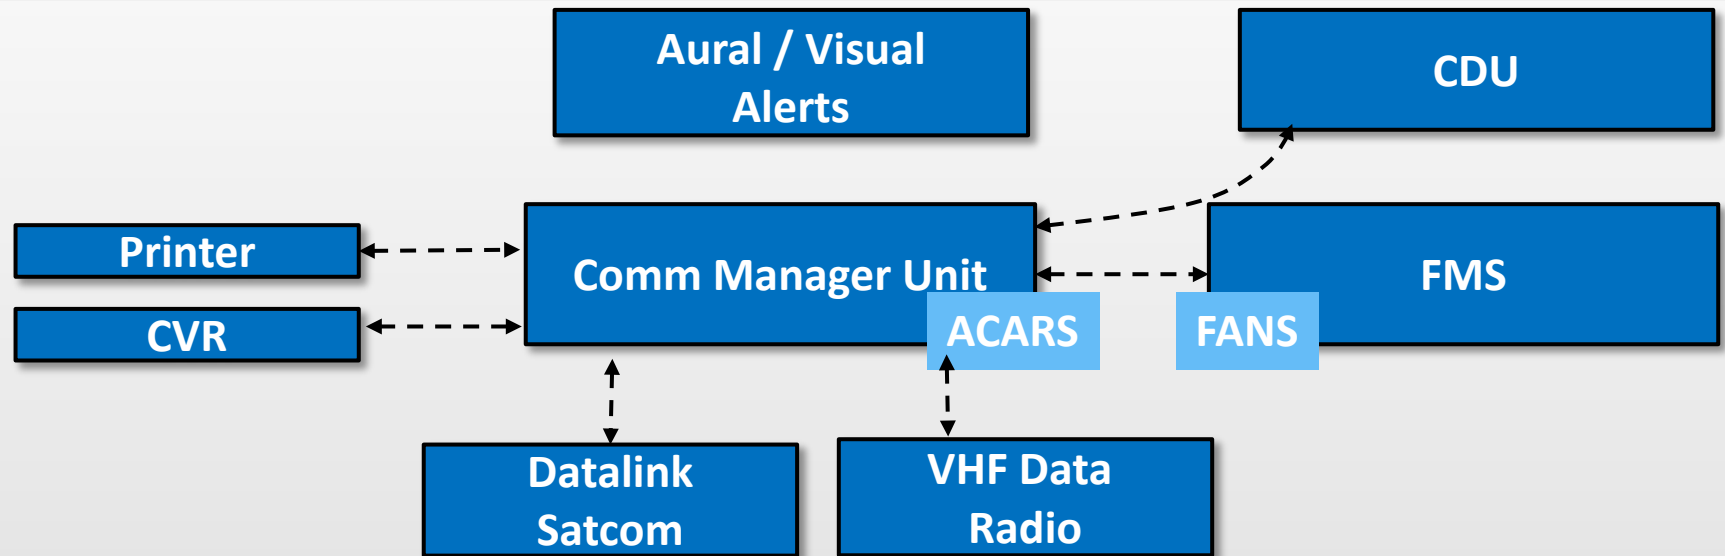 Aural / Visual
Alerts
CDU
Printer
CVR
Comm Manager Unit
ACARS
FANS
FMS
Datalink
Satcom
VHF Data
Radio